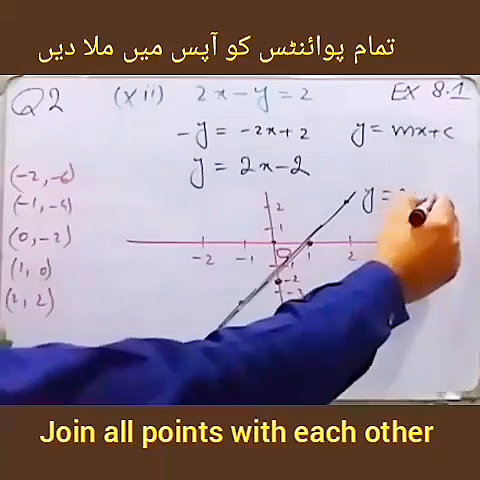 تمام پوائنٹس کو آپس میں ملا دیں
Q2 (xii) 2x-y=2 EX 8.1
-y = -2x+2 y = mx+c
y = 2x-2
(-2, -6)
(-1, -4)
(0, -2)
(1, 0)
(2, 2)
y =
2
1
-2 -1 0 1 2
-1
-2
-3
Join all points with each other